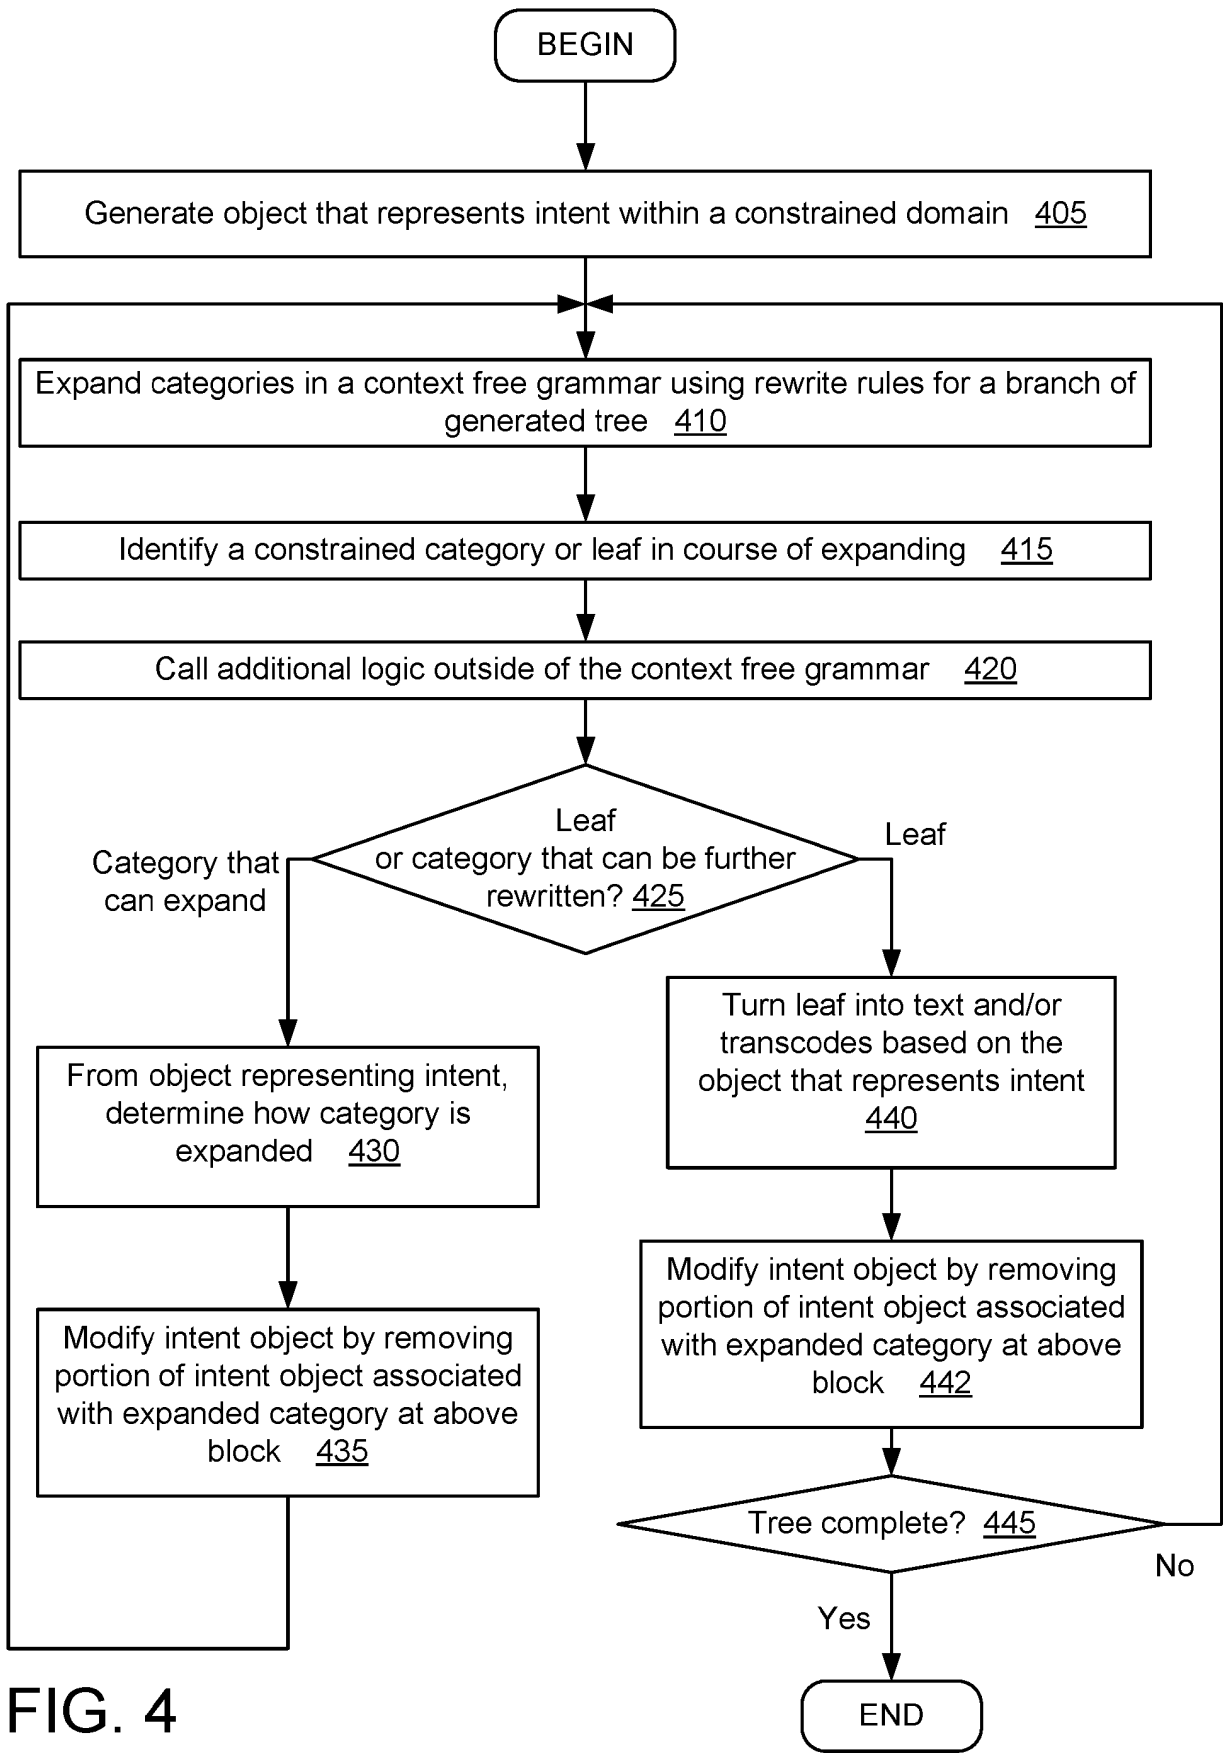 BEGIN
Generate object that represents intent within a constrained domain 405
Expand categories in a context free grammar using rewrite rules for a branch of
generated tree 410
Identify a constrained category or leaf in course of expanding 415
Call additional logic outside of the context free grammar 420
Leaf
or category that can be further
rewritten? 425
Category that
can expand
Leaf
From object representing intent,
determine how category is
expanded 430
Modify intent object by removing
portion of intent object associated
with expanded category at above
block 435
Turn leaf into text and/or
transcodes based on the
object that represents intent
440
Modify intent object by removing
portion of intent object associated
with expanded category at above
block 442
Tree complete? 445
No
Yes
END
FIG. 4